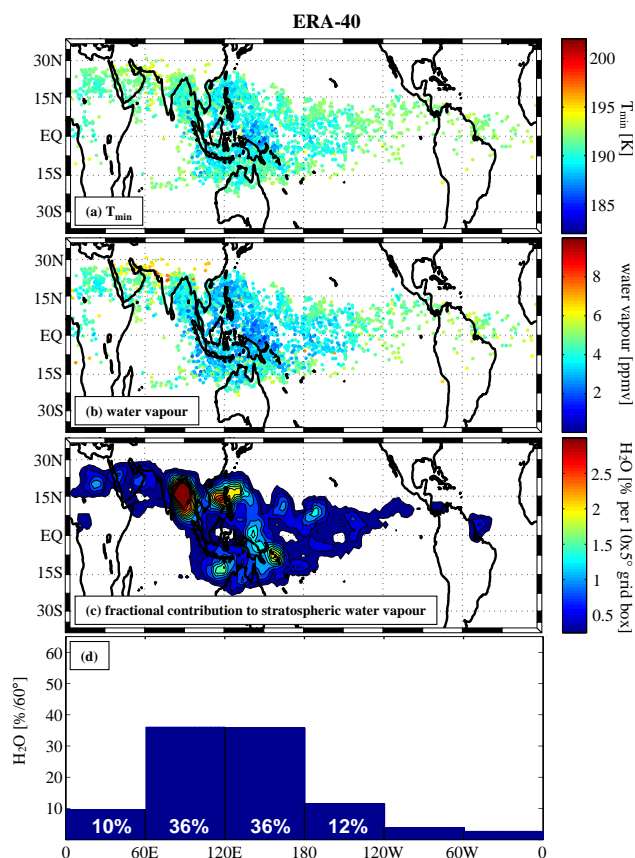 ERA-40
30N
15N
EQ
15S
30S
(a) Tmin
200
195
190
185
Tmin [K]
30N
15N
EQ
15S
30S
(b) water vapour
8
6
4
2
water vapour [ppmv]
30N
15N
EQ
15S
30S
(c) fractional contribution to stratospheric water vapour
2.5
2
1.5
1
0.5
H2O [% per 10x5° grid box]
(d)
60
50
40
30
20
10
H2O [%/60°]
10% 36% 36% 12%
0 60E 120E 180 120W 60W 0